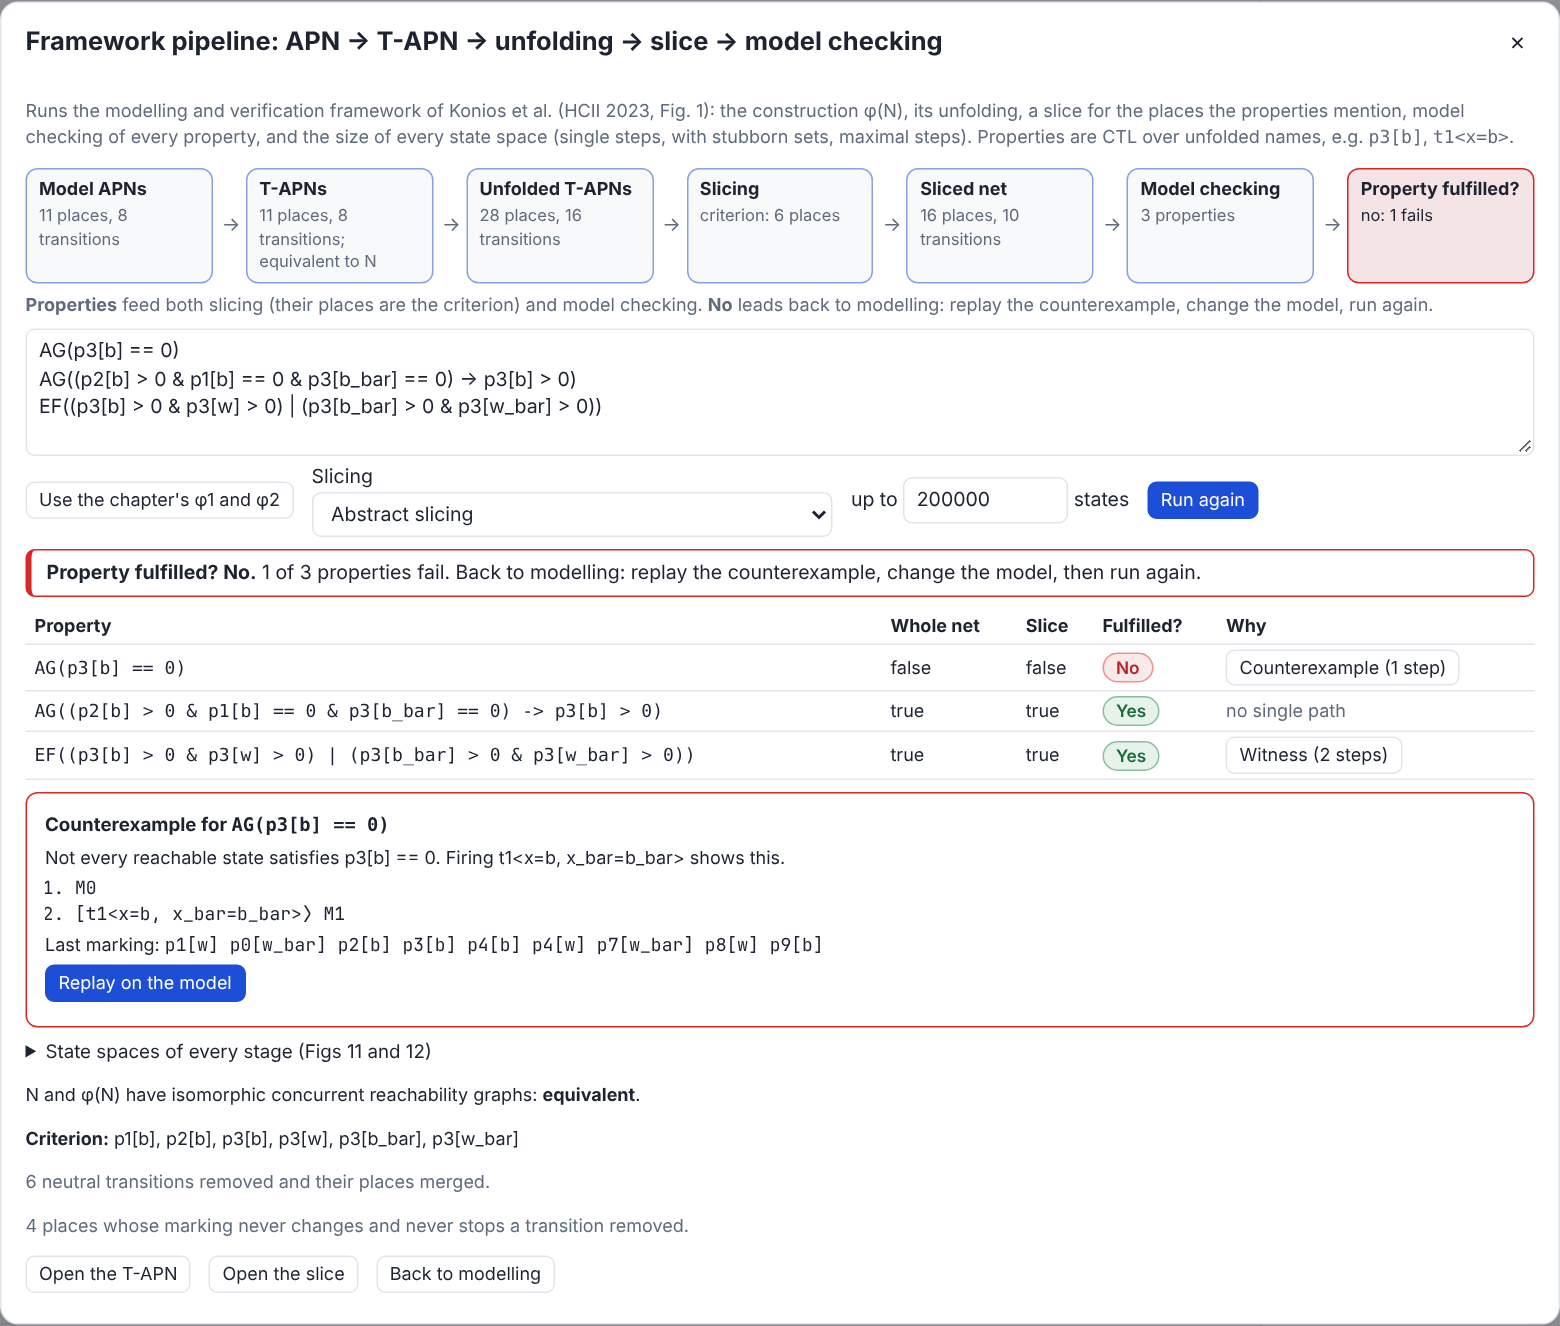 Framework pipeline: APN → T-APN → unfolding → slice → model checking
×
Runs the modelling and verification framework of Konios et al. (HCII 2023, Fig. 1): the construction φ(N), its unfolding, a slice for the places the properties mention, model
checking of every property, and the size of every state space (single steps, with stubborn sets, maximal steps). Properties are CTL over unfolded names, e.g. p3[b], t1<x=b>.
Model APNs
11 places, 8
transitions
→
T-APNs
11 places, 8
transitions;
equivalent to N
→
Unfolded T-APNs
28 places, 16
transitions
→
Slicing
criterion: 6 places
→
Sliced net
16 places, 10
transitions
→
Model checking
3 properties
→
Property fulfilled?
no: 1 fails
Properties feed both slicing (their places are the criterion) and model checking. No leads back to modelling: replay the counterexample, change the model, run again.
AG(p3[b] == 0)
AG((p2[b] > 0 & p1[b] == 0 & p3[b_bar] == 0) -> p3[b] > 0)
EF((p3[b] > 0 & p3[w] > 0) | (p3[b_bar] > 0 & p3[w_bar] > 0))
Use the chapter's φ1 and φ2
Slicing
Abstract slicing
up to 200000 states
Run again
Property fulfilled? No. 1 of 3 properties fail. Back to modelling: replay the counterexample, change the model, then run again.
Property Whole net Slice Fulfilled? Why
AG(p3[b] == 0) false false No Counterexample (1 step)
AG((p2[b] > 0 & p1[b] == 0 & p3[b_bar] == 0) -> p3[b] > 0) true true Yes no single path
EF((p3[b] > 0 & p3[w] > 0) | (p3[b_bar] > 0 & p3[w_bar] > 0)) true true Yes Witness (2 steps)
Counterexample for AG(p3[b] == 0)
Not every reachable state satisfies p3[b] == 0. Firing t1<x=b, x_bar=b_bar> shows this.
1. M0
2. [t1<x=b, x_bar=b_bar>⟩ M1
Last marking: p1[w] p0[w_bar] p2[b] p3[b] p4[b] p4[w] p7[w_bar] p8[w] p9[b]
Replay on the model
▶ State spaces of every stage (Figs 11 and 12)
N and φ(N) have isomorphic concurrent reachability graphs: equivalent.
Criterion: p1[b], p2[b], p3[b], p3[w], p3[b_bar], p3[w_bar]
6 neutral transitions removed and their places merged.
4 places whose marking never changes and never stops a transition removed.
Open the T-APN
Open the slice
Back to modelling